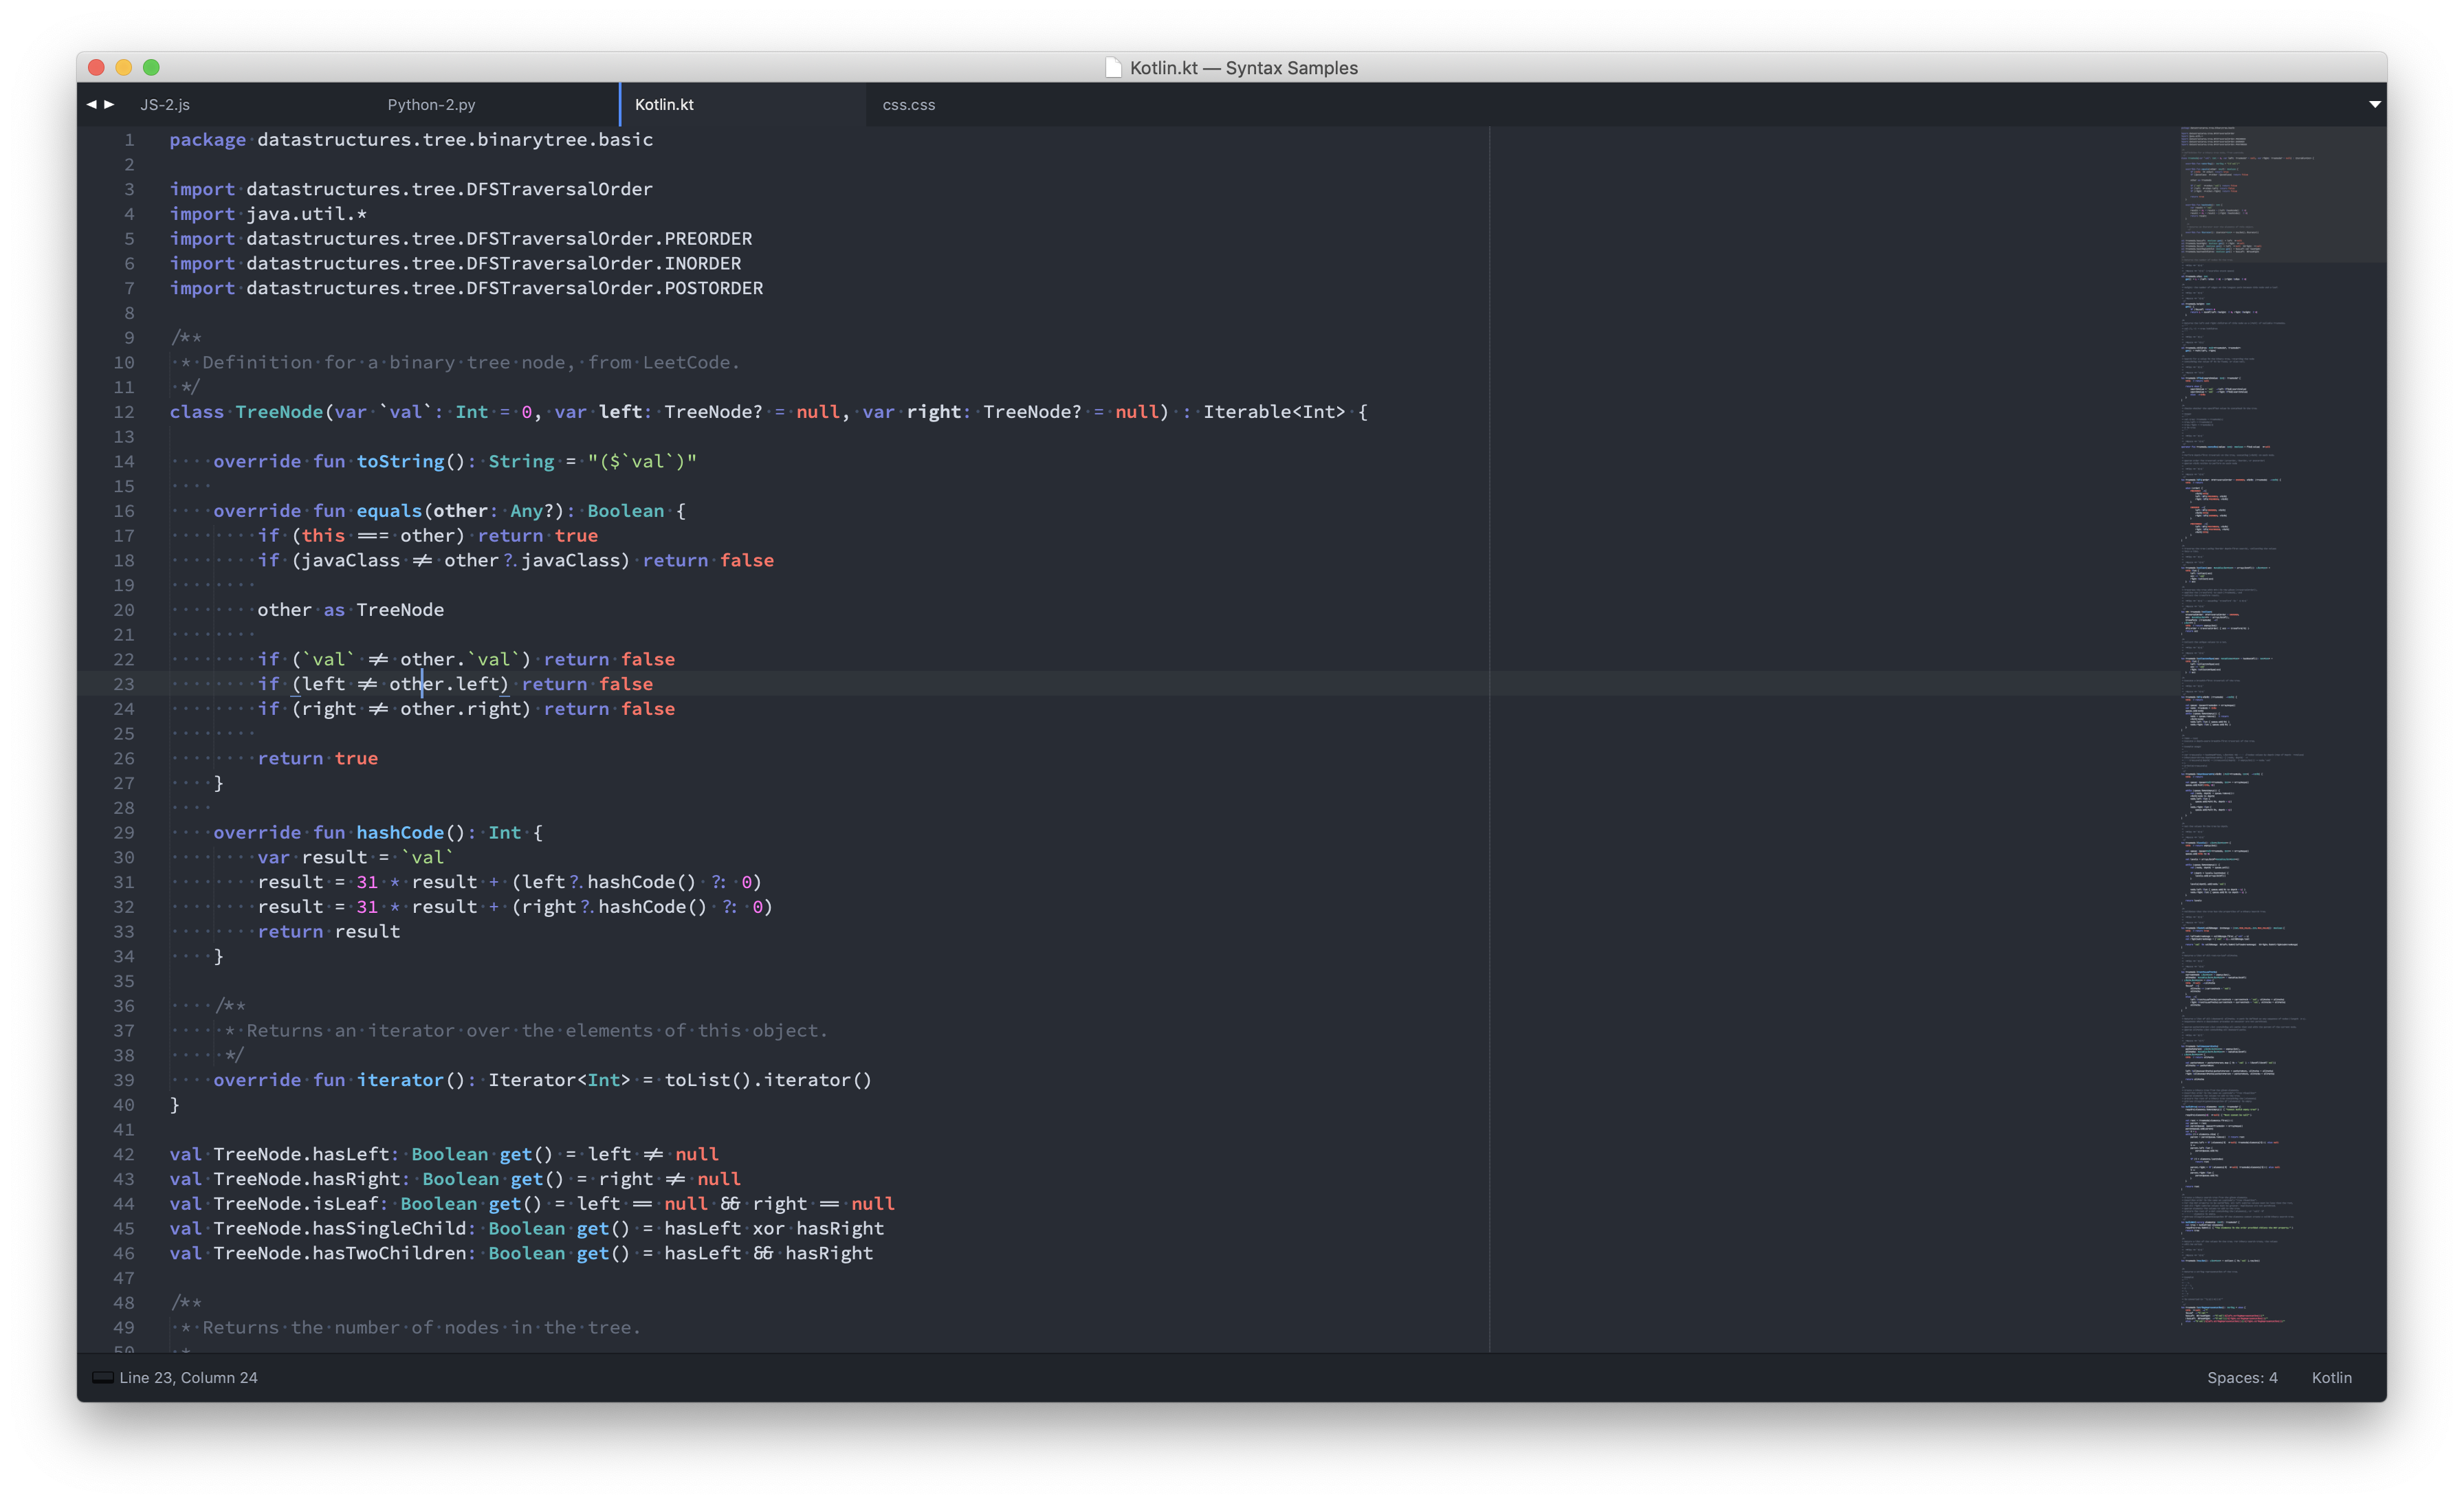 Kotlin.kt — Syntax Samples
JS-2.js
Python-2.py
Kotlin.kt
css.css
1 package datastructures.tree.binarytree.basic
2
3 import datastructures.tree.DFSTraversalOrder
4 import java.util.*
5 import datastructures.tree.DFSTraversalOrder.PREORDER
6 import datastructures.tree.DFSTraversalOrder.INORDER
7 import datastructures.tree.DFSTraversalOrder.POSTORDER
8
9 /**
10  * Definition for a binary tree node, from LeetCode.
11  */
12 class TreeNode(var `val`: Int = 0, var left: TreeNode? = null, var right: TreeNode? = null) : Iterable<Int> {
13
14     override fun toString(): String = "($`val`)"
15
16     override fun equals(other: Any?): Boolean {
17         if (this === other) return true
18         if (javaClass != other?.javaClass) return false
19
20         other as TreeNode
21
22         if (`val` != other.`val`) return false
23         if (left != other.left) return false
24         if (right != other.right) return false
25
26         return true
27     }
28
29     override fun hashCode(): Int {
30         var result = `val`
31         result = 31 * result + (left?.hashCode() ?: 0)
32         result = 31 * result + (right?.hashCode() ?: 0)
33         return result
34     }
35
36     /**
37      * Returns an iterator over the elements of this object.
38      */
39     override fun iterator(): Iterator<Int> = toList().iterator()
40 }
41
42 val TreeNode.hasLeft: Boolean get() = left != null
43 val TreeNode.hasRight: Boolean get() = right != null
44 val TreeNode.isLeaf: Boolean get() = left == null && right == null
45 val TreeNode.hasSingleChild: Boolean get() = hasLeft xor hasRight
46 val TreeNode.hasTwoChildren: Boolean get() = hasLeft && hasRight
47
48 /**
49  * Returns the number of nodes in the tree.
50  *
Line 23, Column 24
Spaces: 4
Kotlin